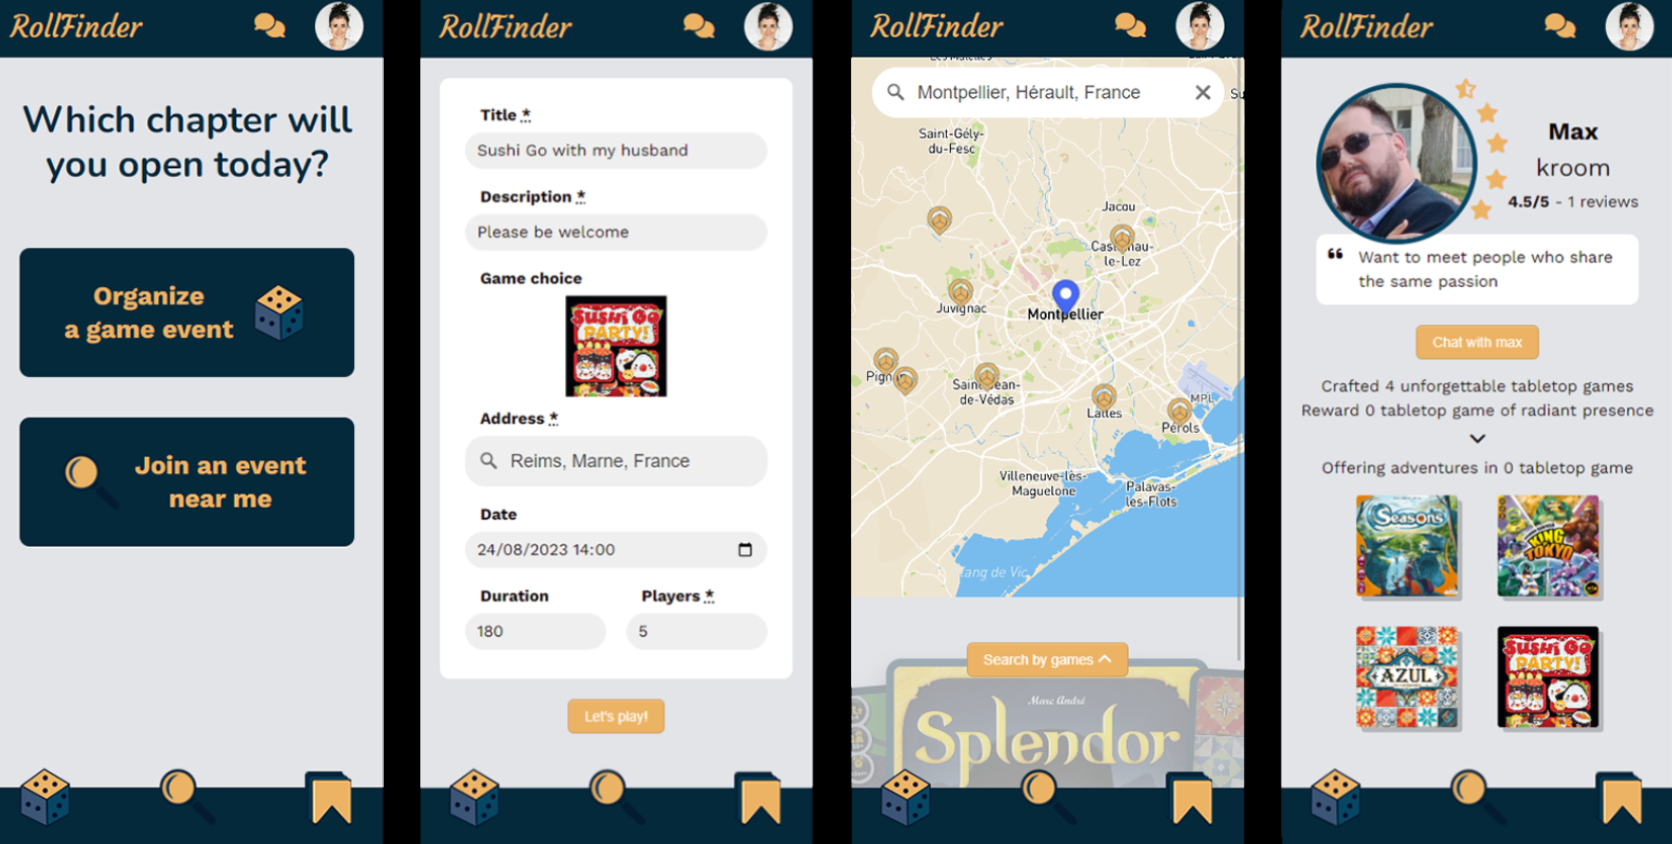 RollFinder
Which chapter will
you open today?
Organize
a game event
Join an event
near me
RollFinder
Title *
Sushi Go with my husband
Description *
Please be welcome
Game choice
SUSHI GO
PARTY!
Address *
Reims, Marne, France
Date
24/08/2023 14:00
Duration
Players *
180
5
Let's play!
RollFinder
Les Matelles
Montpellier, Hérault, France
Su
Saint-Gély-
du-Fesc
Jacou
Castelnau-
le-Lez
Juvignac
Montpellier
Pignan
Saint-Jean-
de-Védas
Lattes
MPL
Pérols
Villeneuve-lès-
Maguelone
Palavas-
les-Flots
tang de Vic
Search by games
Marc André
Splendor
RollFinder
Max
kroom
4.5/5 - 1 reviews
“ Want to meet people who share
the same passion
Chat with max
Crafted 4 unforgettable tabletop games
Reward 0 tabletop game of radiant presence
Offering adventures in 0 tabletop game
Seasons
KING
TOKYO
AZUL
SUSHI GO
PARTY!